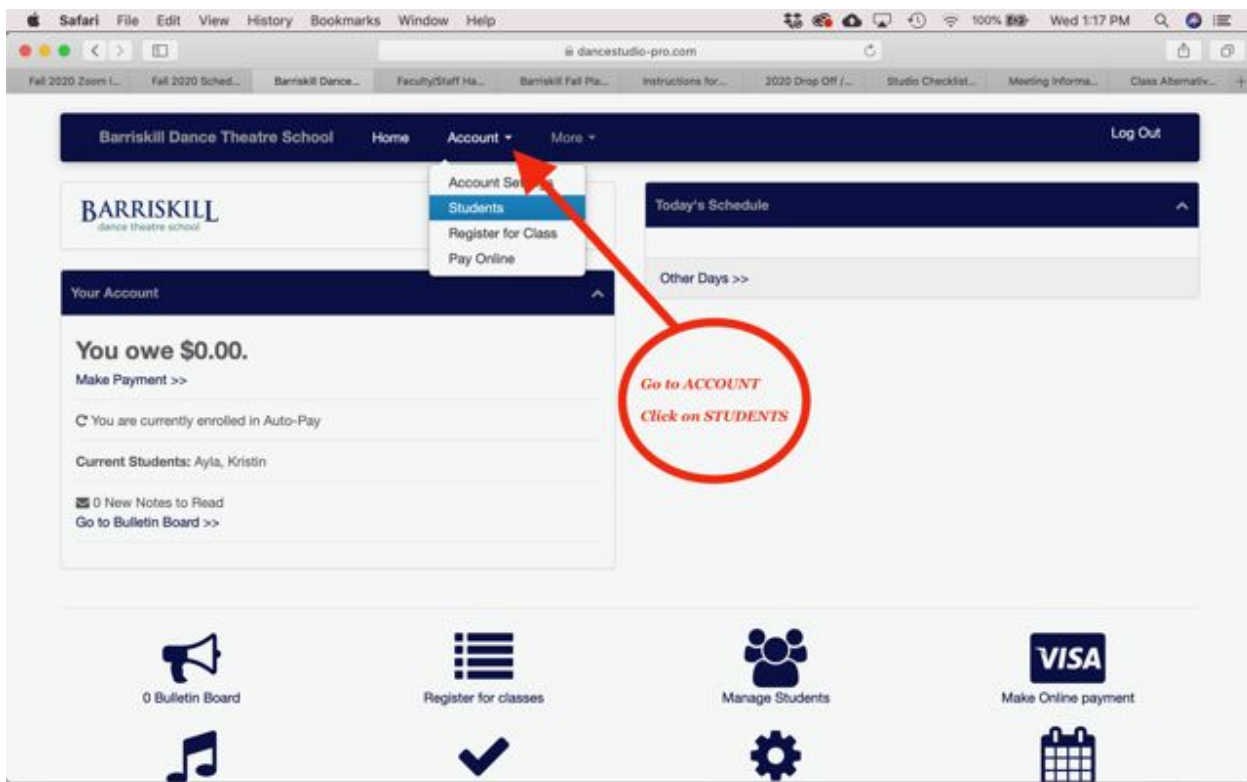 Safari File Edit View History Bookmarks Window Help 100% Wed 1:17 PM
dancestudio-pro.com
Fall 2020 Zoom I... Fall 2020 Sched... Barriskill Dance... Faculty/Staff Ha... Barriskill Fall Pla... Instructions for... 2020 Drop Off /... Studio Checklist... Meeting Informa... Class Alternativ...
Barriskill Dance Theatre School Home Account More Log Out
Account
Students
Register for Class
Pay Online
BARRISKILL
dance theatre school
Today's Schedule
Other Days >>
Your Account
You owe $0.00.
Make Payment >>
You are currently enrolled in Auto-Pay
Current Students: Ayla, Kristin
0 New Notes to Read
Go to Bulletin Board >>
Go to ACCOUNT
Click on STUDENTS
0 Bulletin Board
Register for classes
Manage Students
VISA
Make Online payment